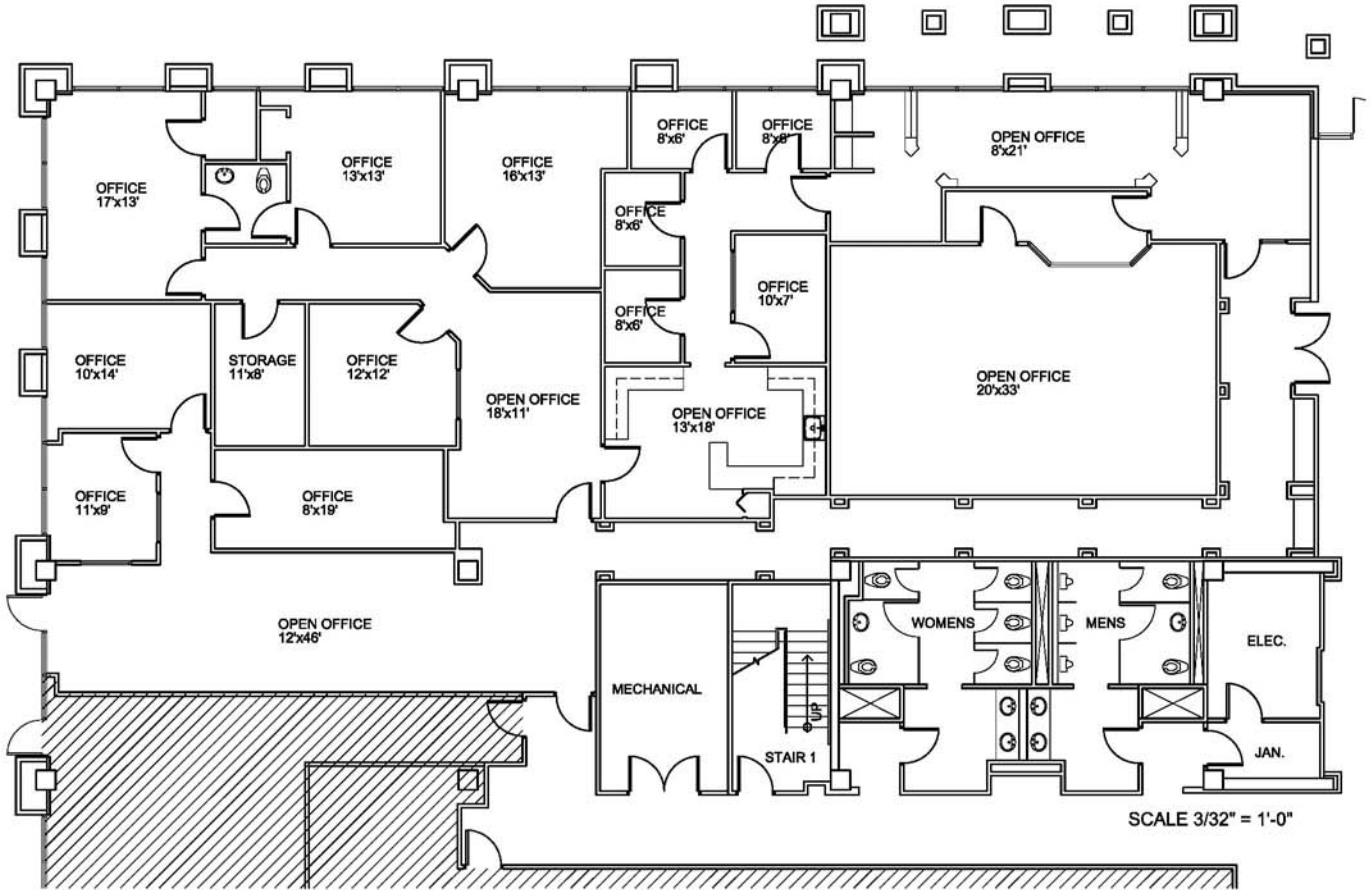 OFFICE
8'x6'
OFFICE
8'x6'
OPEN OFFICE
8'x21'
OFFICE
13'x13'
OFFICE
16'x13'
OFFICE
17'x13'
OFFICE
8'x6'
OFFICE
10'x7'
OFFICE
8'x6'
OFFICE
10'x14'
STORAGE
11'x8'
OFFICE
12'x12'
OPEN OFFICE
20'x33'
OPEN OFFICE
18'x11'
OPEN OFFICE
13'x18'
OFFICE
11'x9'
OFFICE
8'x19'
OPEN OFFICE
12'x46'
WOMENS
MENS
ELEC.
MECHANICAL
UP
STAIR 1
JAN.
SCALE 3/32" = 1'-0"